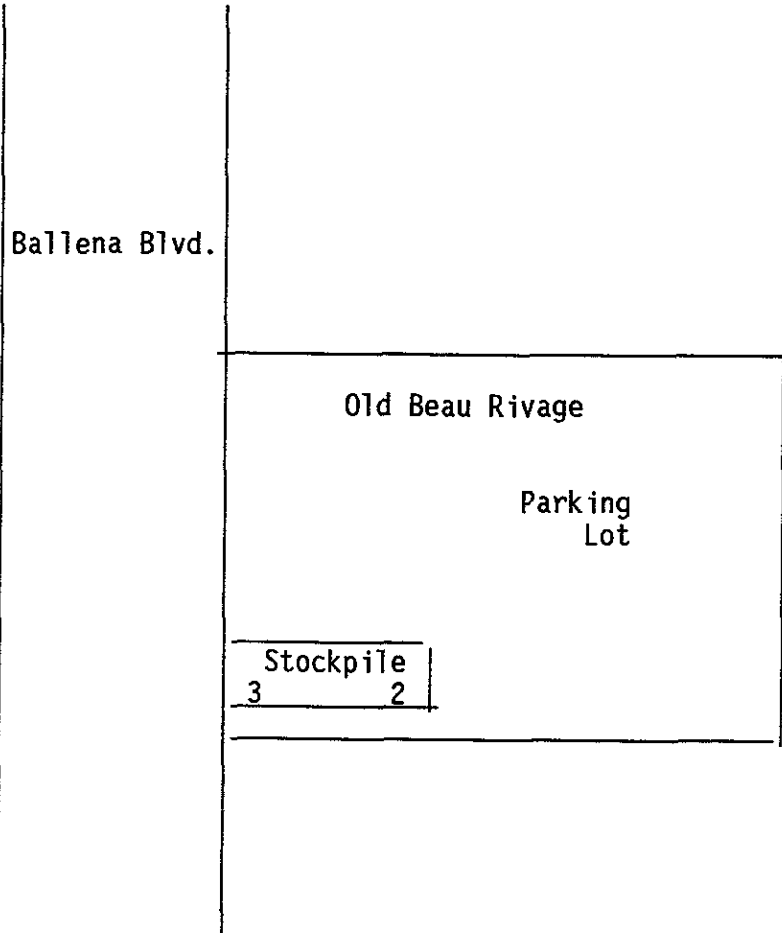 Ballena Blvd.
Old Beau Rivage
Parking
Lot
Stockpile
3 2